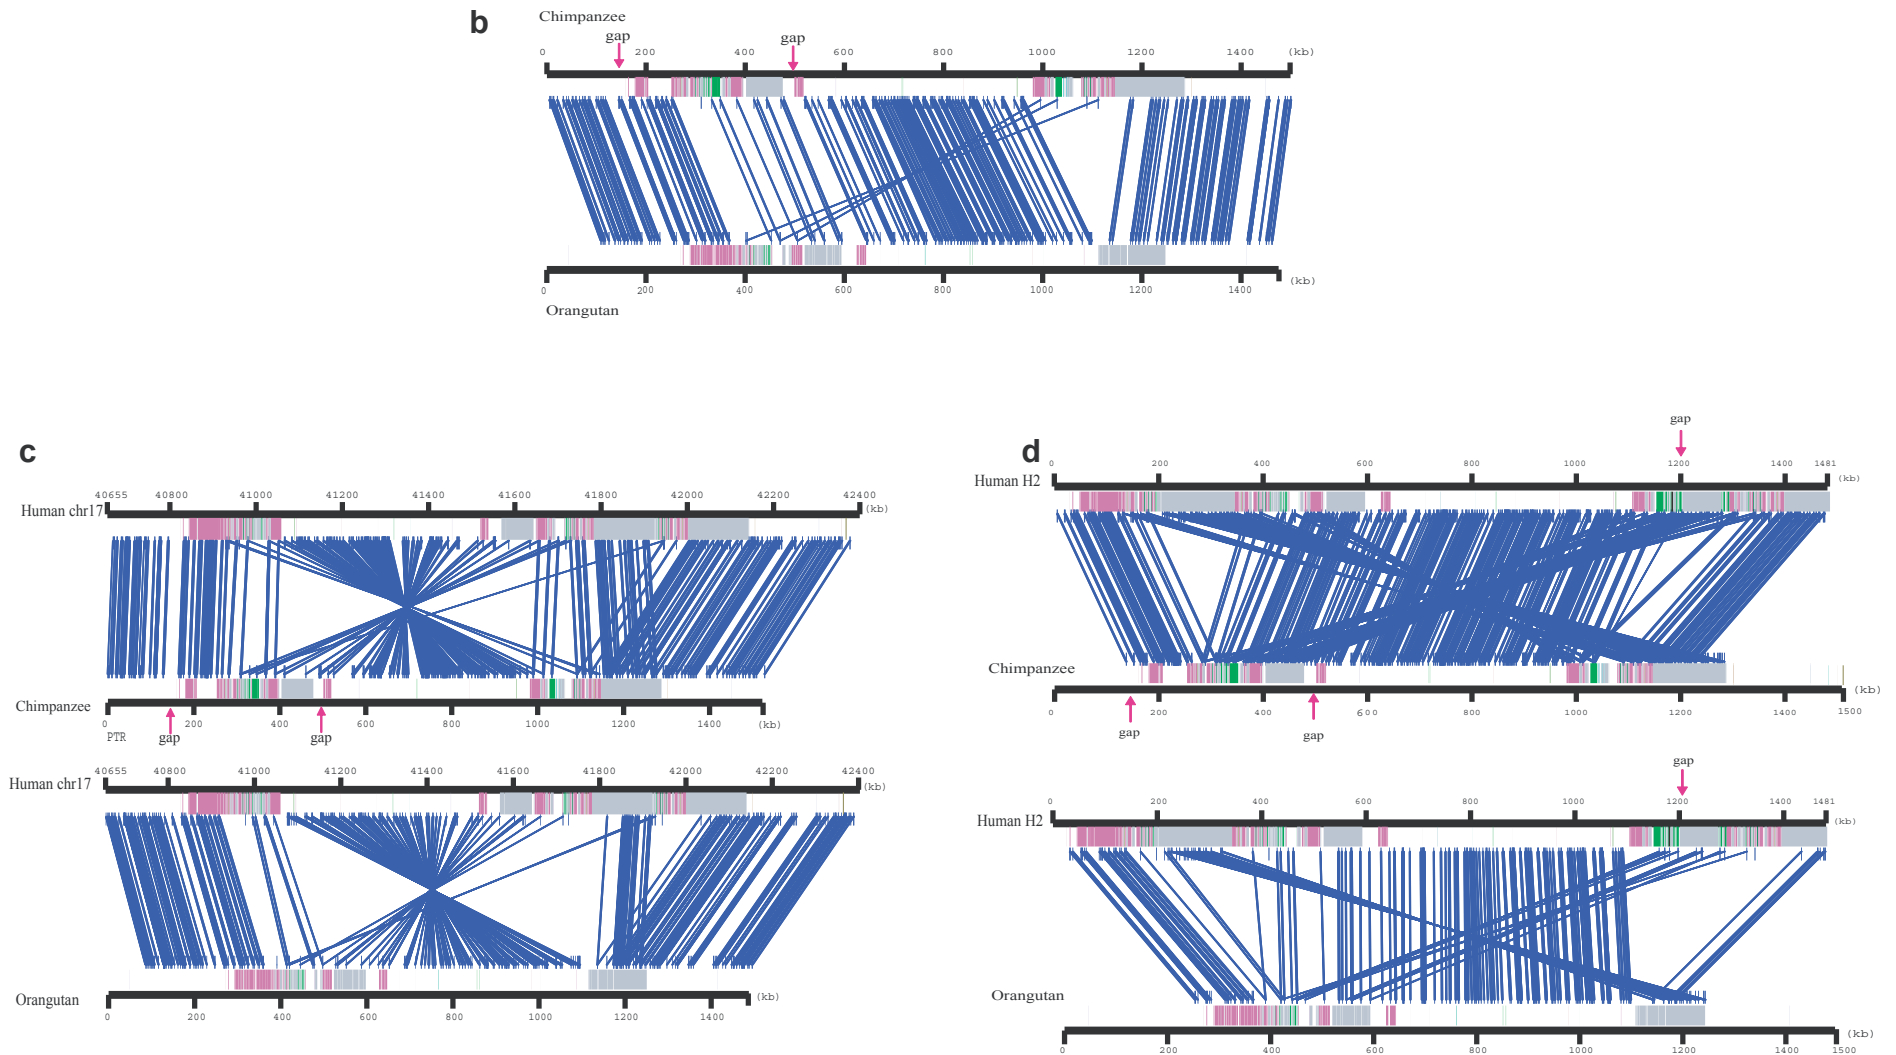 b
Chimpanzee
gap gap
0 200 400 600 800 1000 1200 1400 (kb)
0 200 400 600 800 1000 1200 1400 (kb)
Orangutan
c
40655 40800 41000 41200 41400 41600 41800 42000 42200 42400
Human chr17 (kb)
Chimpanzee
0 200 400 600 800 1000 1200 1400 (kb)
PTR gap gap
40655 40800 41000 41200 41400 41600 41800 42000 42200 42400
Human chr17 (kb)
Orangutan (kb)
0 200 400 600 800 1000 1200 1400
d
gap
0 200 400 600 800 1000 1200 1400 1481
Human H2 (kb)
Chimpanzee
(kb)
0 200 400 600 800 1000 1200 1400 1500
gap gap
gap
0 200 400 600 800 1000 1200 1400 1481
Human H2 (kb)
Orangutan
(kb)
0 200 400 600 800 1000 1200 1400 1500